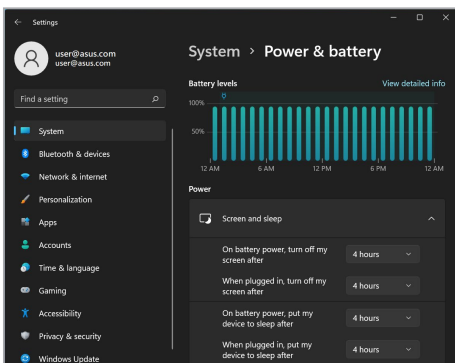 Settings
user@asus.com
user@asus.com
Find a setting
System
Bluetooth & devices
Network & internet
Personalization
Apps
Accounts
Time & language
Gaming
Accessibility
Privacy & security
Windows Update
System > Power & battery
Battery levels
View detailed info
100%
50%
12 AM 6 AM 12 PM 6 PM 12 AM
Power
Screen and sleep
On battery power, turn off my
screen after
4 hours
When plugged in, turn off my
screen after
4 hours
On battery power, put my
device to sleep after
4 hours
When plugged in, put my
device to sleep after
4 hours